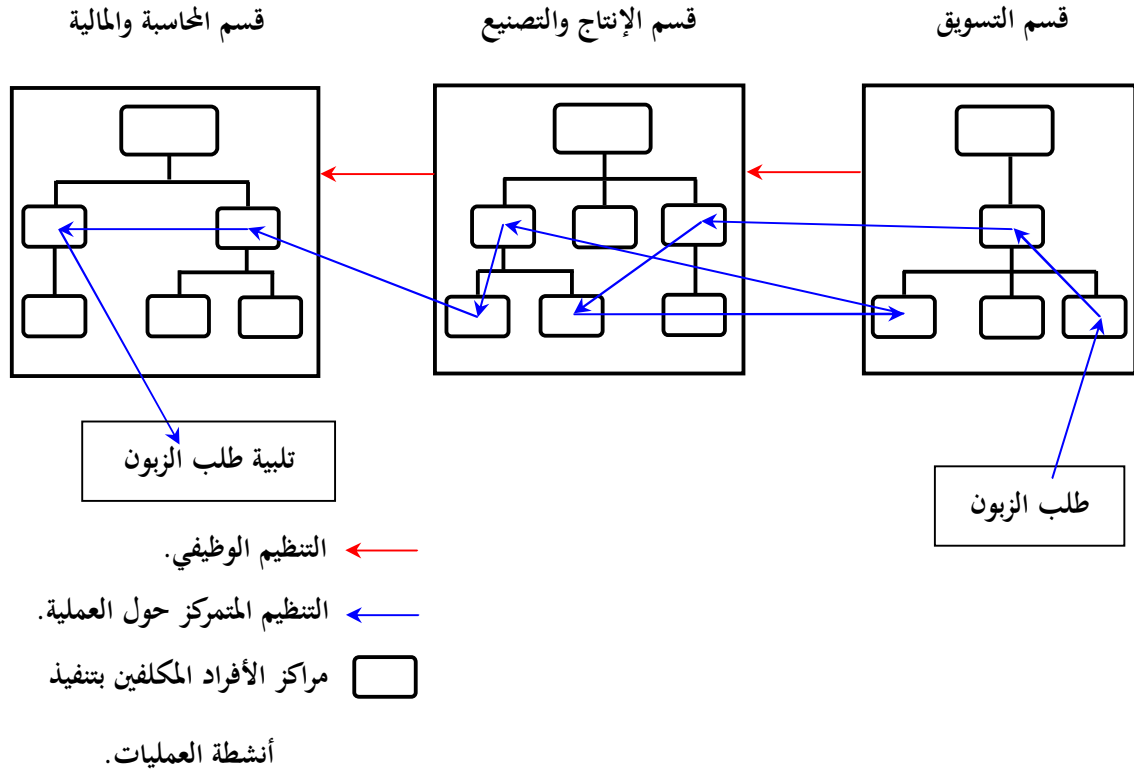 قسم التسويق
قسم الإنتاج والتصنيع
قسم المحاسبة والمالية
تلبية طلب الزبون
طلب الزبون
التنظيم الوظيفي.
التنظيم المتمركز حول العملية.
مراكز الأفراد المكلفين بتنفيذ
أنشطة العمليات.